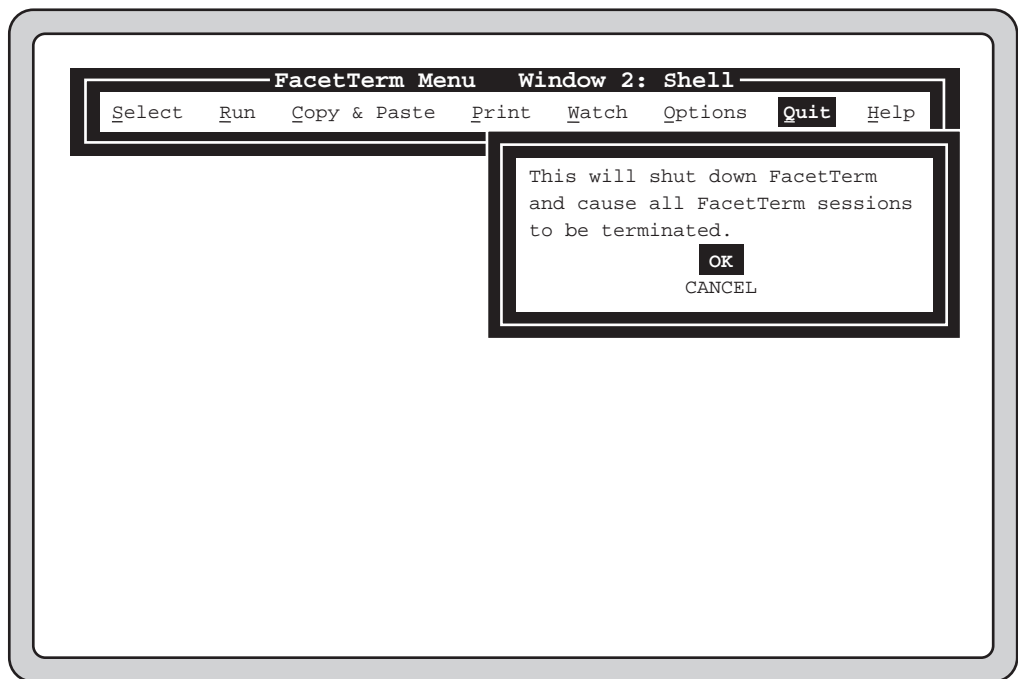 FacetTerm Menu Window 2: Shell
Select Run Copy & Paste Print Watch Options Quit Help
This will shut down FacetTerm
and cause all FacetTerm sessions
to be terminated.
OK
CANCEL